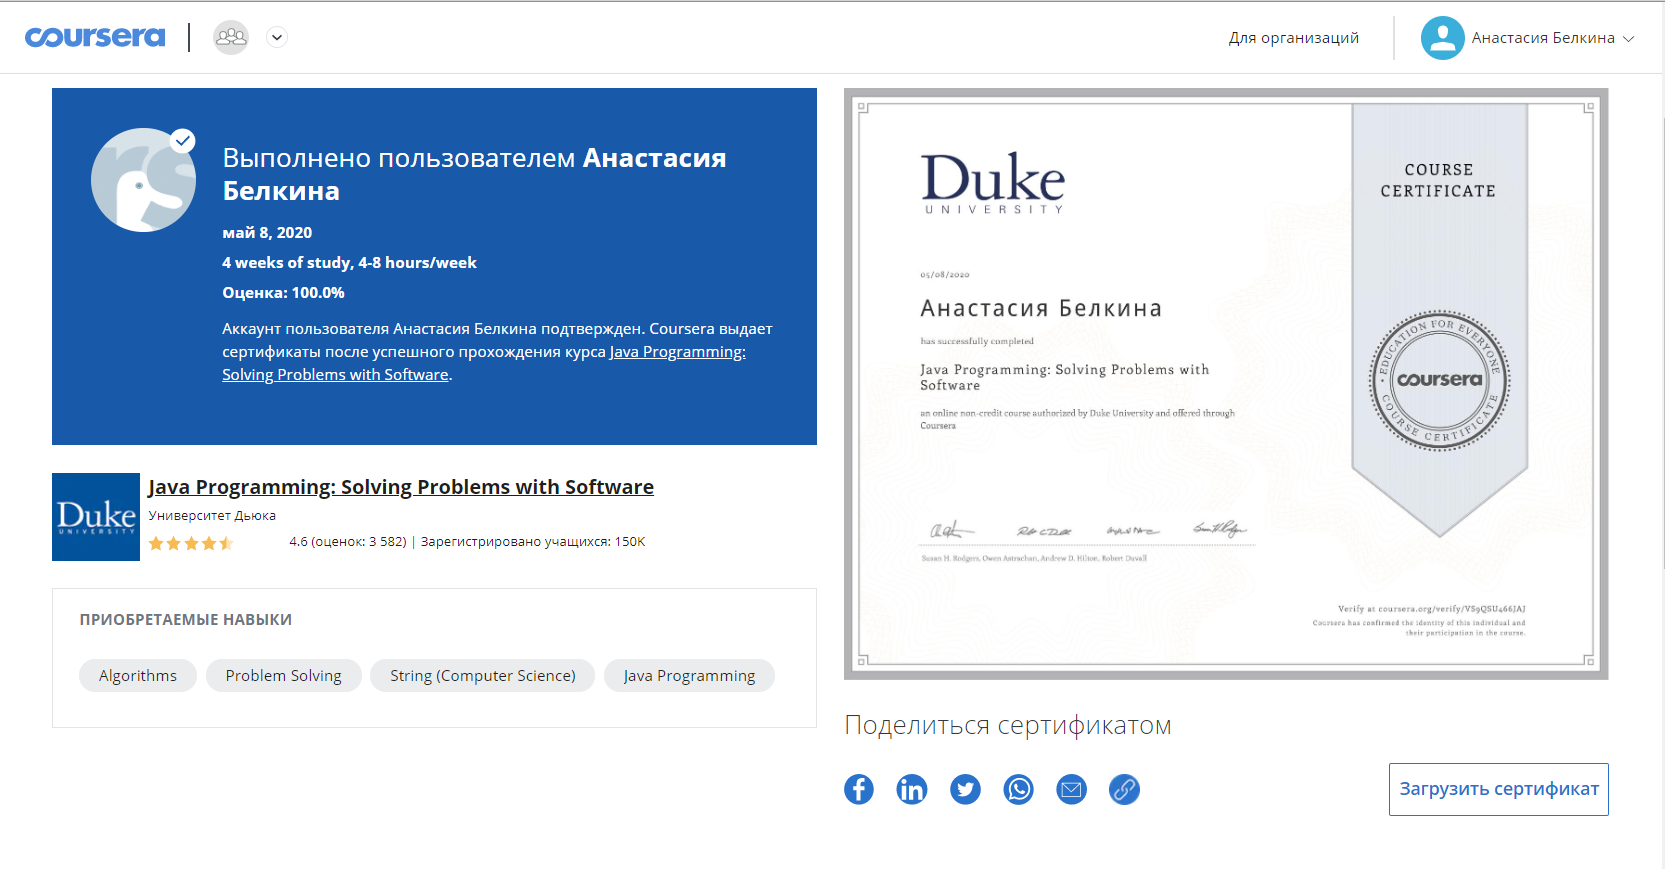 coursera
Для организаций
Анастасия Белкина
Выполнено пользователем Анастасия
Белкина
май 8, 2020
4 weeks of study, 4-8 hours/week
Оценка: 100.0%
Аккаунт пользователя Анастасия Белкина подтвержден. Coursera выдает
сертификаты после успешного прохождения курса Java Programming:
Solving Problems with Software.
Duke
UNIVERSITY
Java Programming: Solving Problems with Software
Университет Дьюка
4.6 (оценок: 3 582) | Зарегистрировано учащихся: 150K
ПРИОБРЕТАЕМЫЕ НАВЫКИ
Algorithms
Problem Solving
String (Computer Science)
Java Programming
Duke
UNIVERSITY
05/08/2020
Анастасия Белкина
has successfully completed
Java Programming: Solving Problems with
Software
an online non-credit course authorized by Duke University and offered through
Coursera
Susan H. Rodgers, Owen Astrachan, Andrew D. Hilton, Robert Duvall
COURSE
CERTIFICATE
EDUCATION FOR EVERYONE
coursera
COURSE CERTIFICATE
Verify at coursera.org/verify/VS9QSU466JAJ
Coursera has confirmed the identity of this individual and
their participation in the course.
Поделиться сертификатом
Загрузить сертификат